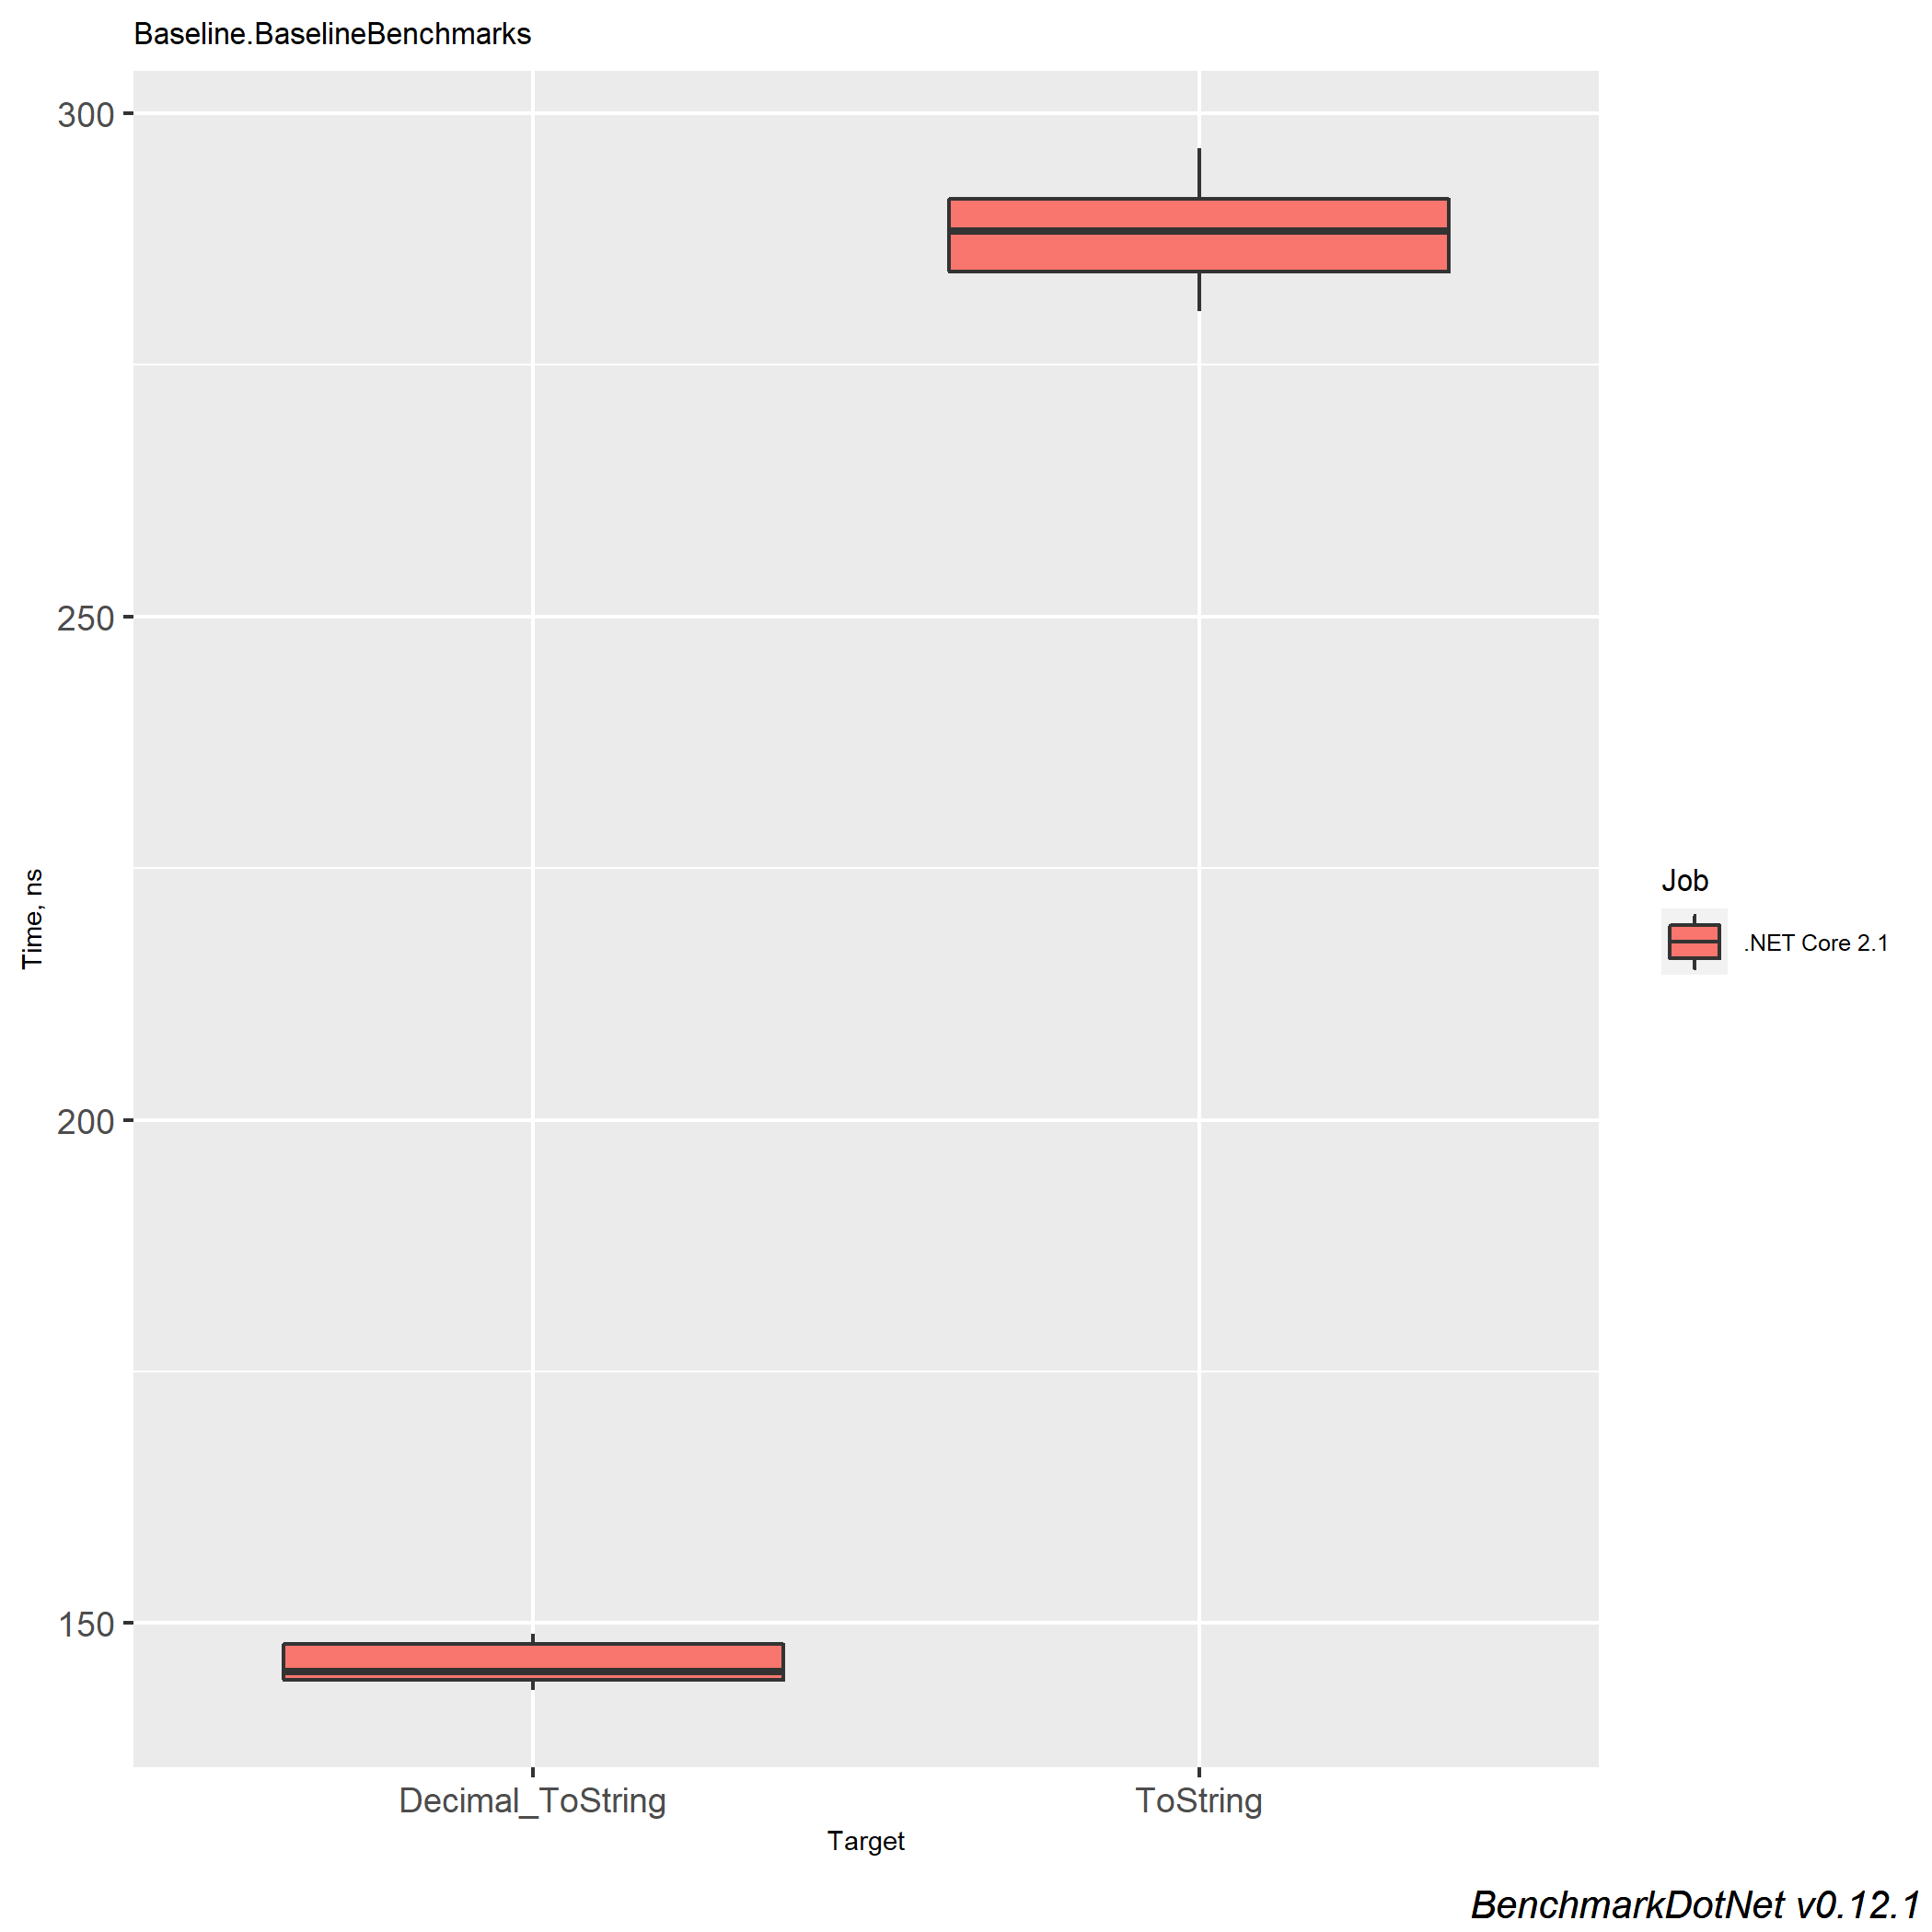 Baseline.BaselineBenchmarks
300
250
200
150
Time, ns
Decimal_ToString
ToString
Target
Job
.NET Core 2.1
BenchmarkDotNet v0.12.1